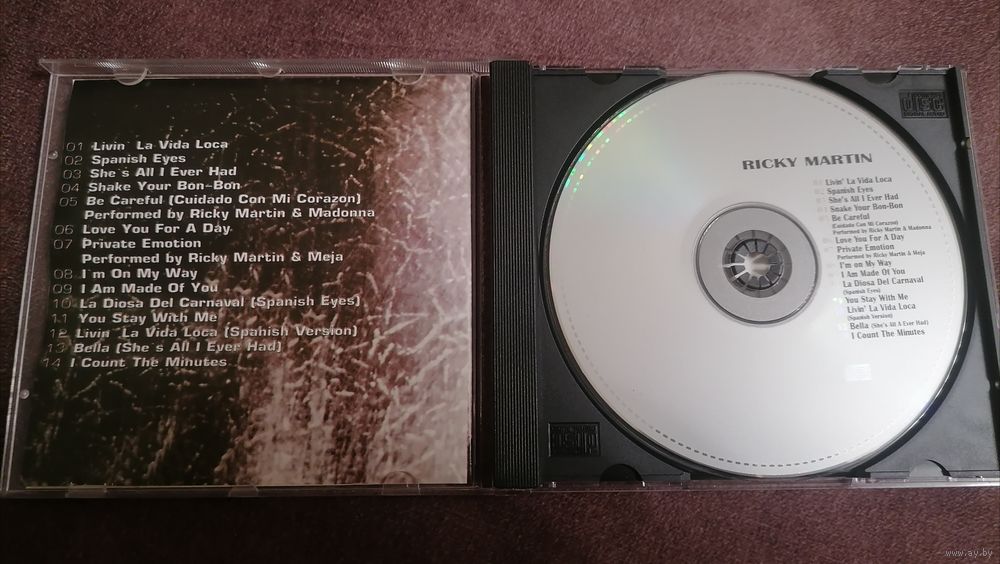 01 Livin` La Vida Loca
02 Spanish Eyes
03 She`s All I Ever Had
04 Shake Your Bon-Bon
05 Be Careful (Cuidado Con Mi Corazon)
Performed by Ricky Martin & Madonna
06 Love You For A Day
07 Private Emotion
Performed by Ricky Martin & Meja
08 I`m On My Way
09 I Am Made Of You
10 La Diosa Del Carnaval (Spanish Eyes)
11 You Stay With Me
12 Livin` La Vida Loca (Spahish Version)
13 Bella (She`s All I Ever Had)
14 I Count The Minutes
RICKY MARTIN
Livin' La Vida Loca
Spanish Eyes
She's All I Ever Had
Snake Your Bon-Bon
Be Careful
(Cuidado Con Mi Corazon)
Performed by Ricky Martin & Madonna
Love You For A Day
Private Emotion
Performed by Ricky Martin & Meja
I'm on My Way
I Am Made Of You
La Diosa Del Carnaval
(Spanish Eyes)
You Stay With Me
Livin' La Vida Loca
(Spanish Version)
Bella (She's All A Ever Had)
I Count The Minutes
disc
DIGITAL AUDIO
disc
www.ay.by